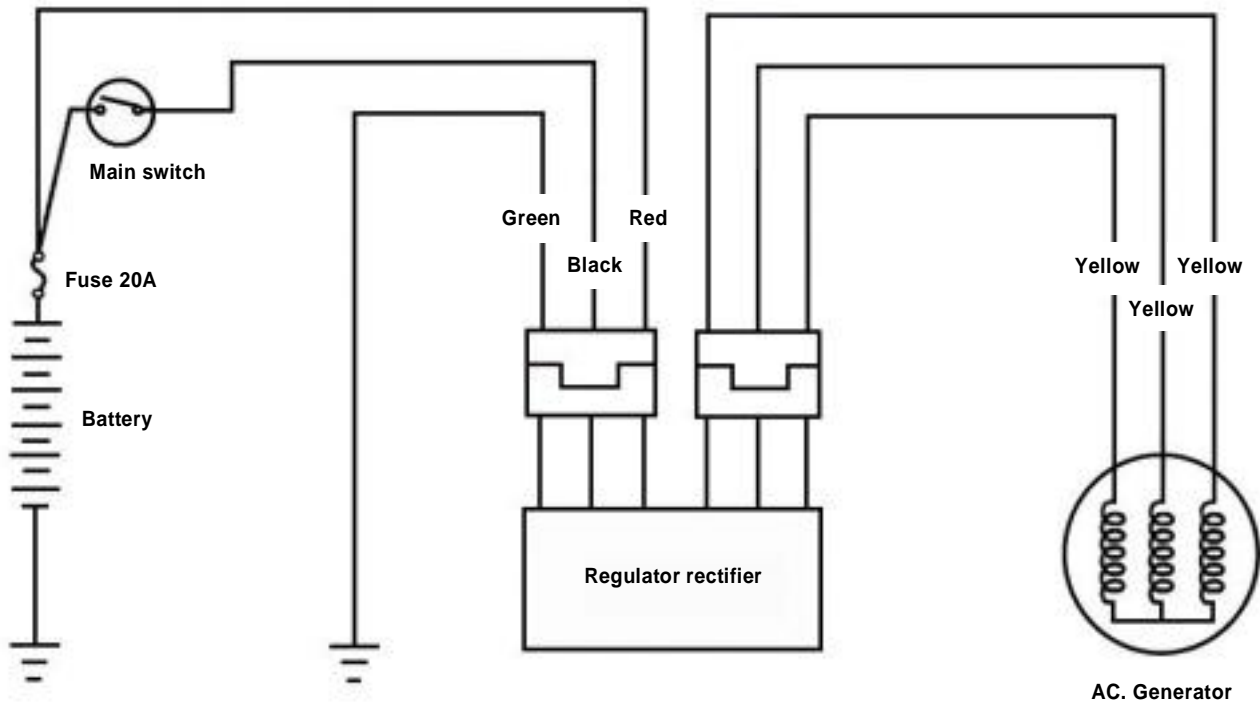 Main switch
Green
Red
Black
Fuse 20A
Yellow
Yellow
Yellow
Battery
Regulator rectifier
AC. Generator